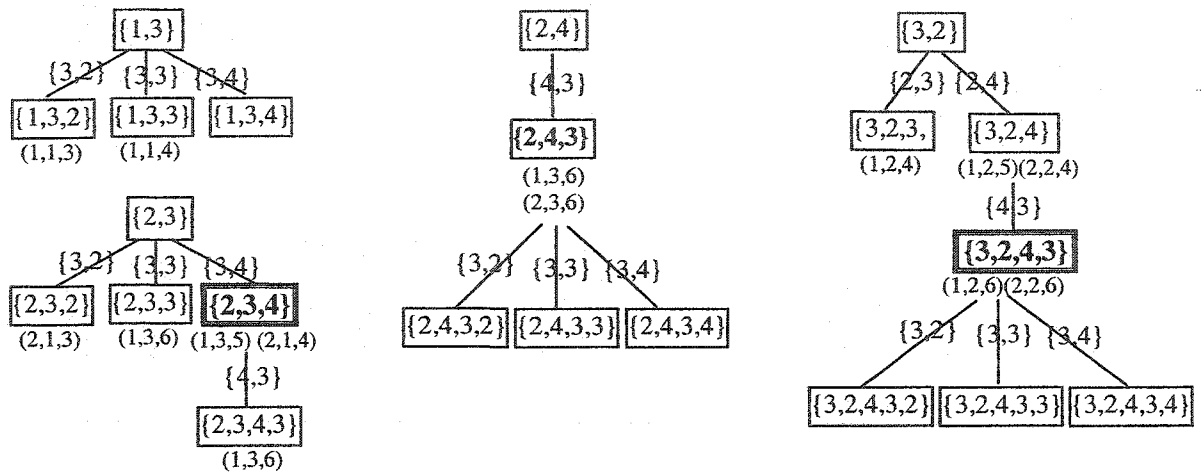 {1,3}
{3,2} {3,3} {3,4}
{1,3,2} {1,3,3} {1,3,4}
(1,1,3) (1,1,4)
{2,3}
{3,2} {3,3} {3,4}
{2,3,2} {2,3,3} {2,3,4}
(2,1,3) (1,3,6) (1,3,5) (2,1,4)
{4,3}
{2,3,4,3}
(1,3,6)
{2,4}
{4,3}
{2,4,3}
(1,3,6)
(2,3,6)
{3,2} {3,3} {3,4}
{2,4,3,2} {2,4,3,3} {2,4,3,4}
{3,2}
{2,3} {2,4}
{3,2,3, {3,2,4}
(1,2,4) (1,2,5)(2,2,4)
{4,3}
{3,2,4,3}
(1,2,6)(2,2,6)
{3,2} {3,3} {3,4}
{3,2,4,3,2} {3,2,4,3,3} {3,2,4,3,4}